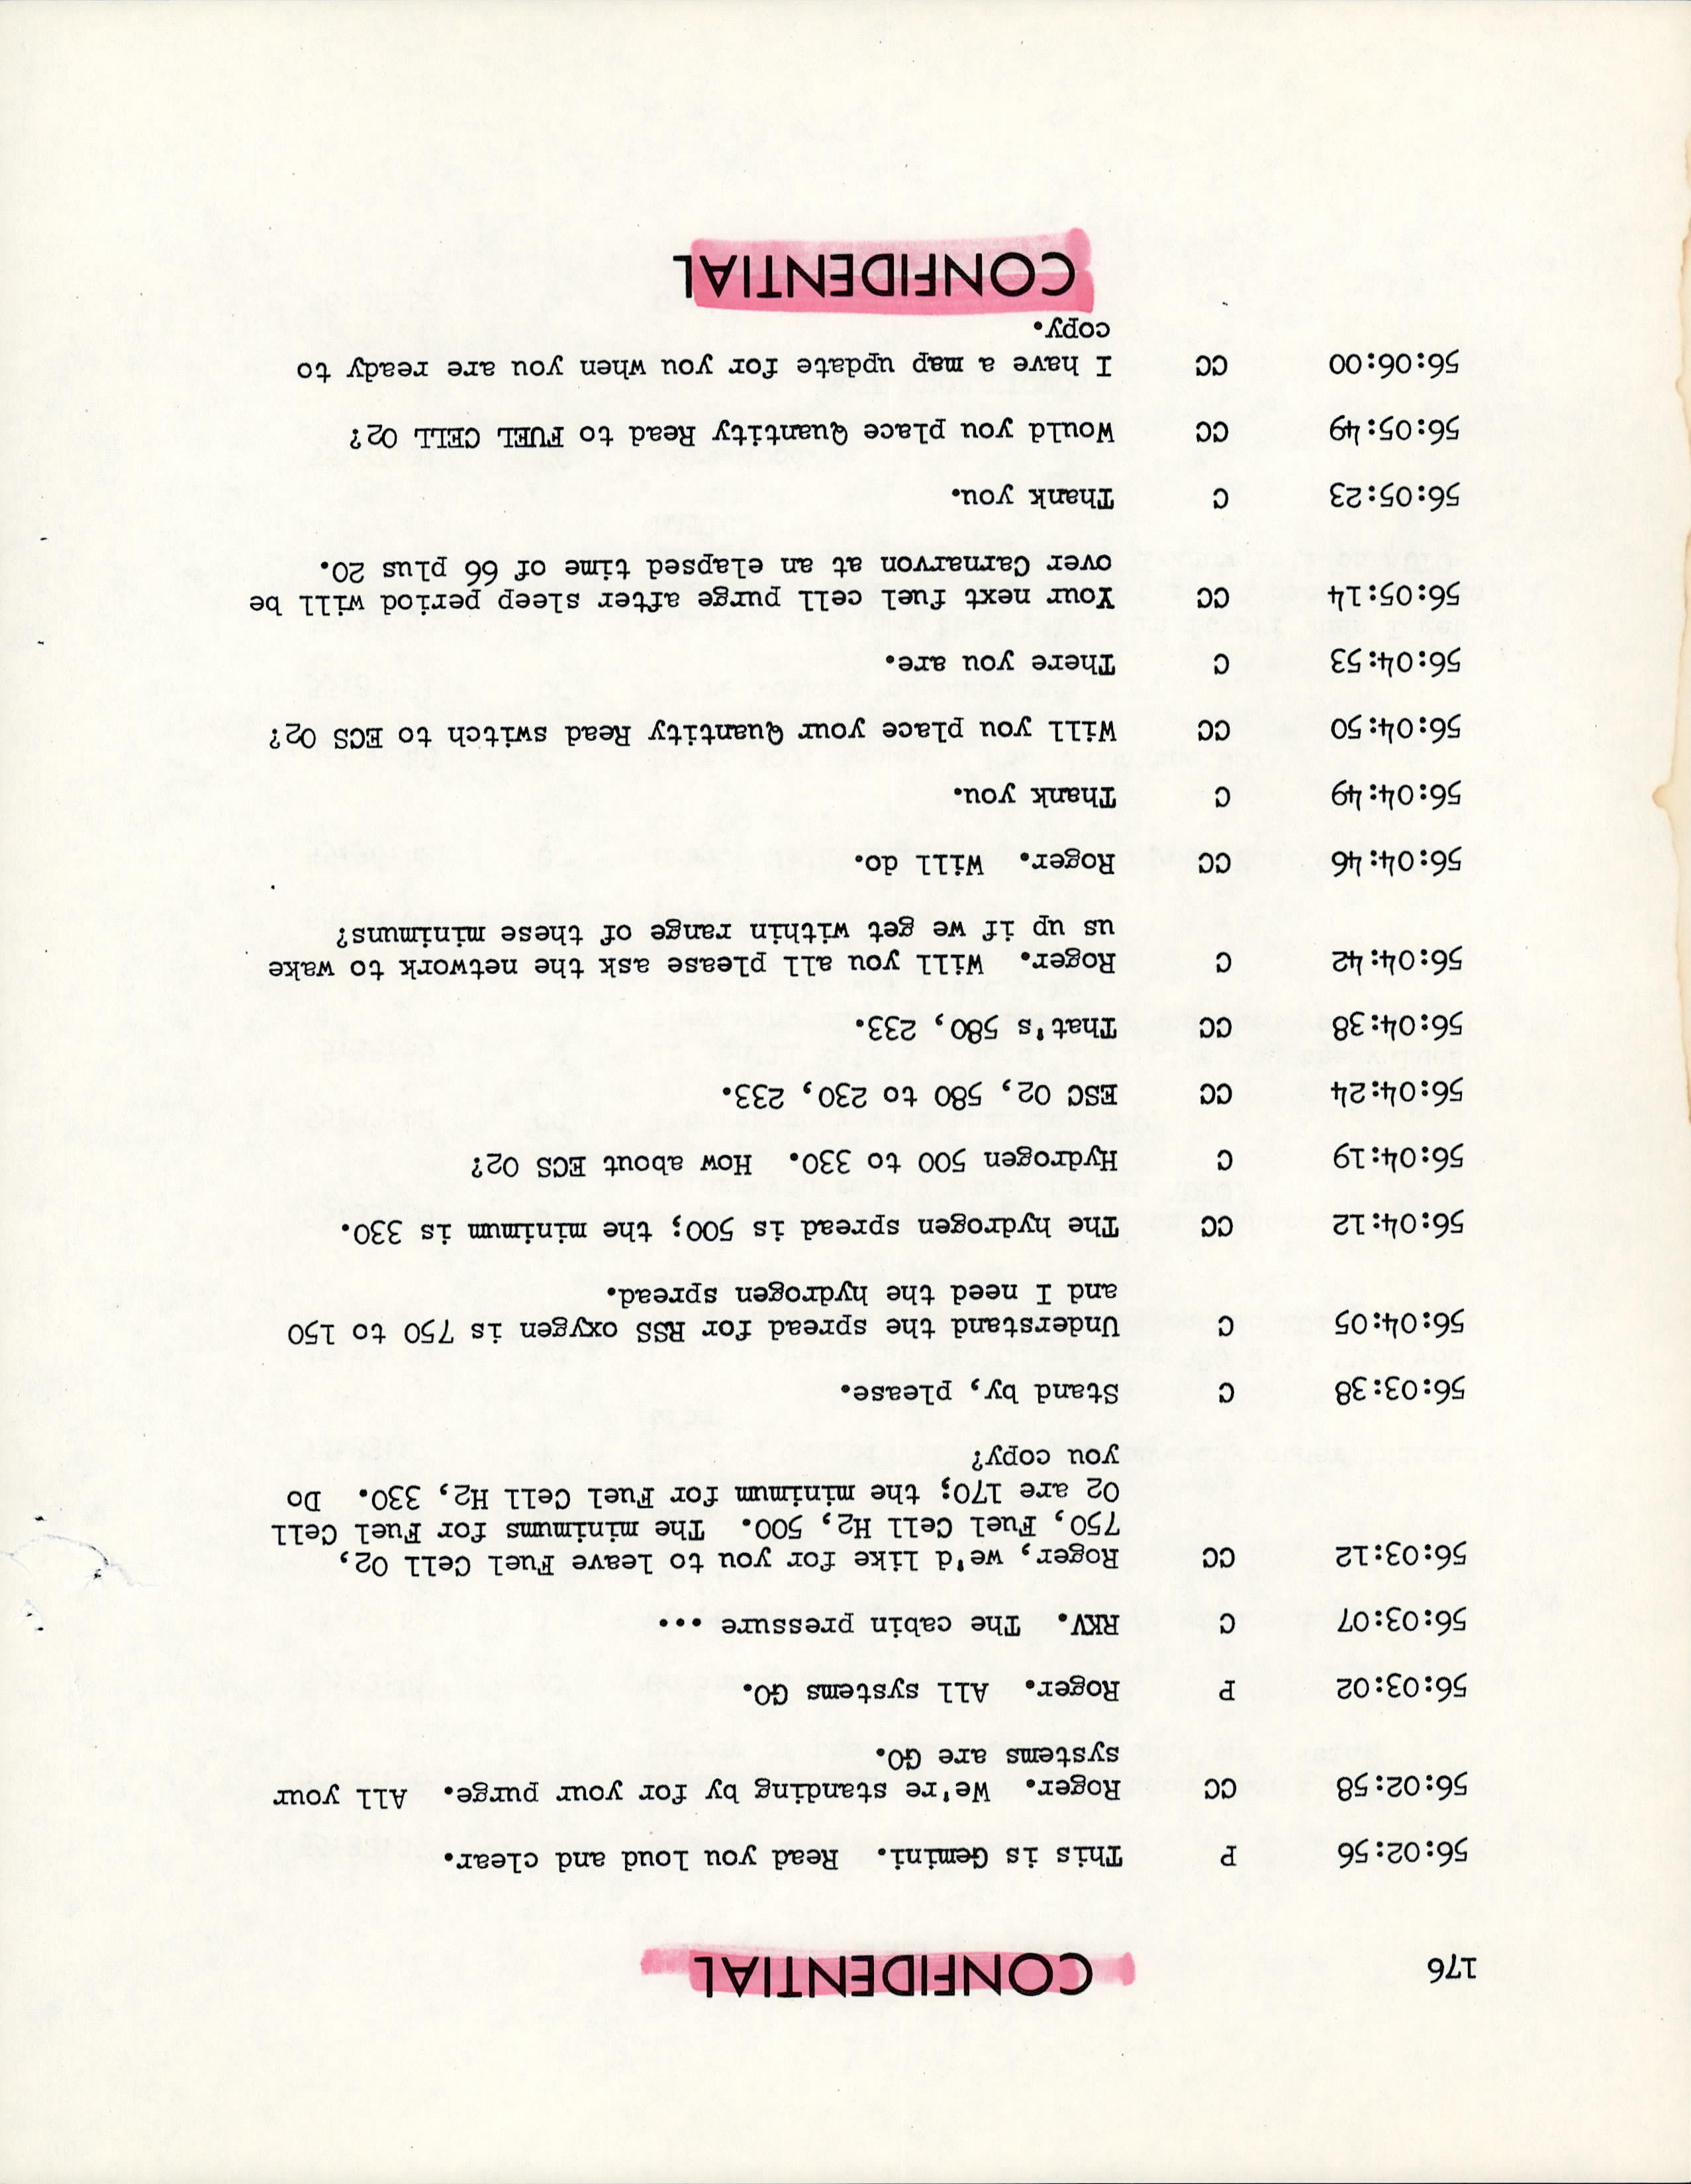 176
CONFIDENTIAL
56:02:56 P This is Gemini. Read you loud and clear.
56:02:58 CC Roger. We're standing by for your purge. All your
systems are GO.
56:03:02 P Roger. All systems GO.
56:03:07 C RKV. The cabin pressure ...
56:03:12 CC Roger, we'd like for you to leave Fuel Cell O2,
750, Fuel Cell H2, 500. The minimums for Fuel Cell
O2 are 170; the minimum for Fuel Cell H2, 330. Do
you copy?
56:03:38 C Stand by, please.
56:04:05 C Understand the spread for RSS oxygen is 750 to 150
and I need the hydrogen spread.
56:04:12 CC The hydrogen spread is 500; the minimum is 330.
56:04:19 C Hydrogen 500 to 330. How about ECS O2?
56:04:24 CC ESC O2, 580 to 230, 233.
56:04:38 CC That's 580, 233.
56:04:42 C Roger. Will you all please ask the network to wake
us up if we get within range of these minimums?
56:04:46 CC Roger. Will do.
56:04:49 C Thank you.
56:04:50 CC Will you place your Quantity Read switch to ECS O2?
56:04:53 C There you are.
56:05:14 CC Your next fuel cell purge after sleep period will be
over Carnarvon at an elapsed time of 66 plus 20.
56:05:23 C Thank you.
56:05:49 CC Would you place Quantity Read to FUEL CELL O2?
56:06:00 CC I have a map update for you when you are ready to
copy.
CONFIDENTIAL